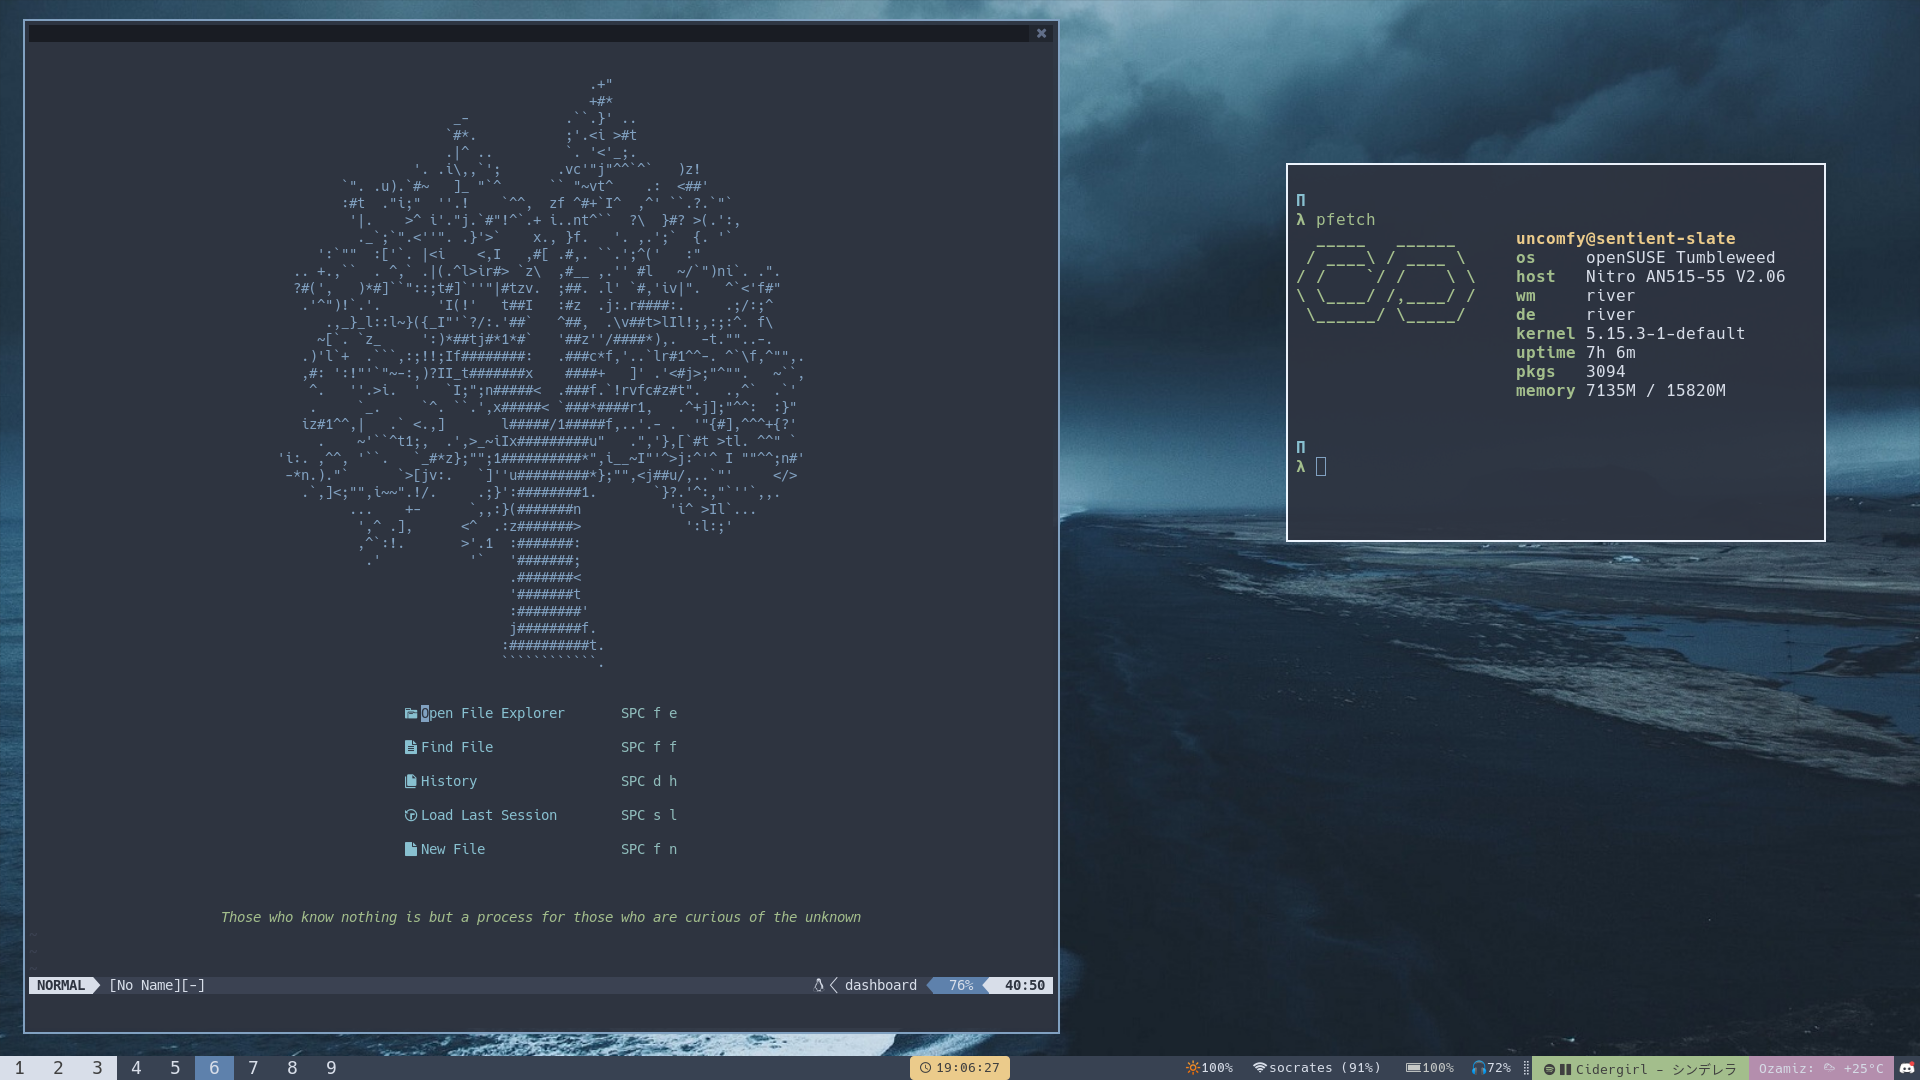 Open File Explorer SPC f e
Find File SPC f f
History SPC d h
Load Last Session SPC s l
New File SPC f n
Those who know nothing is but a process for those who are curious of the unknown
NORMAL [No Name][-] dashboard 76% 40:50
λ pfetch
uncomfy@sentient-slate
os openSUSE Tumbleweed
host Nitro AN515-55 V2.06
wm river
de river
kernel 5.15.3-1-default
uptime 7h 6m
pkgs 3094
memory 7135M / 15820M
λ
1 2 3 4 5 6 7 8 9 19:06:27 100% socrates (91%) 100% 72% Cidergirl - シンデレラ Ozamiz: +25°C